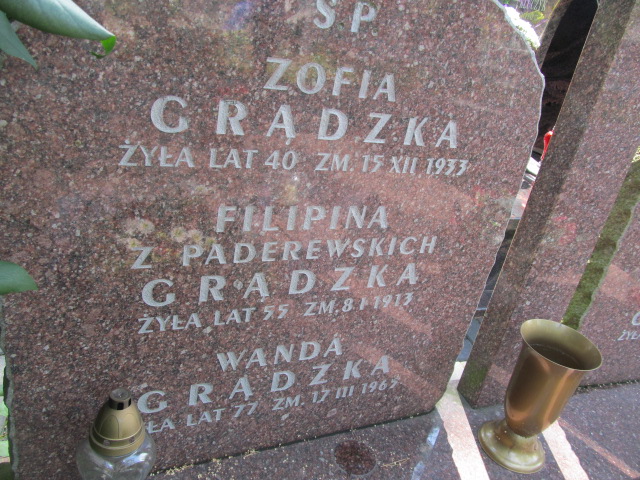 Ś.P.
ZOFIA
GRĄDZKA
ŻYŁA LAT 40 ZM. 15 XII 1933
FILIPINA
Z PADEREWSKICH
GRĄDZKA
ŻYŁA LAT 55 ZM. 8 I 1913
WANDA
GRĄDZKA
ŻYŁA LAT 77 ZM. 17 III 1967